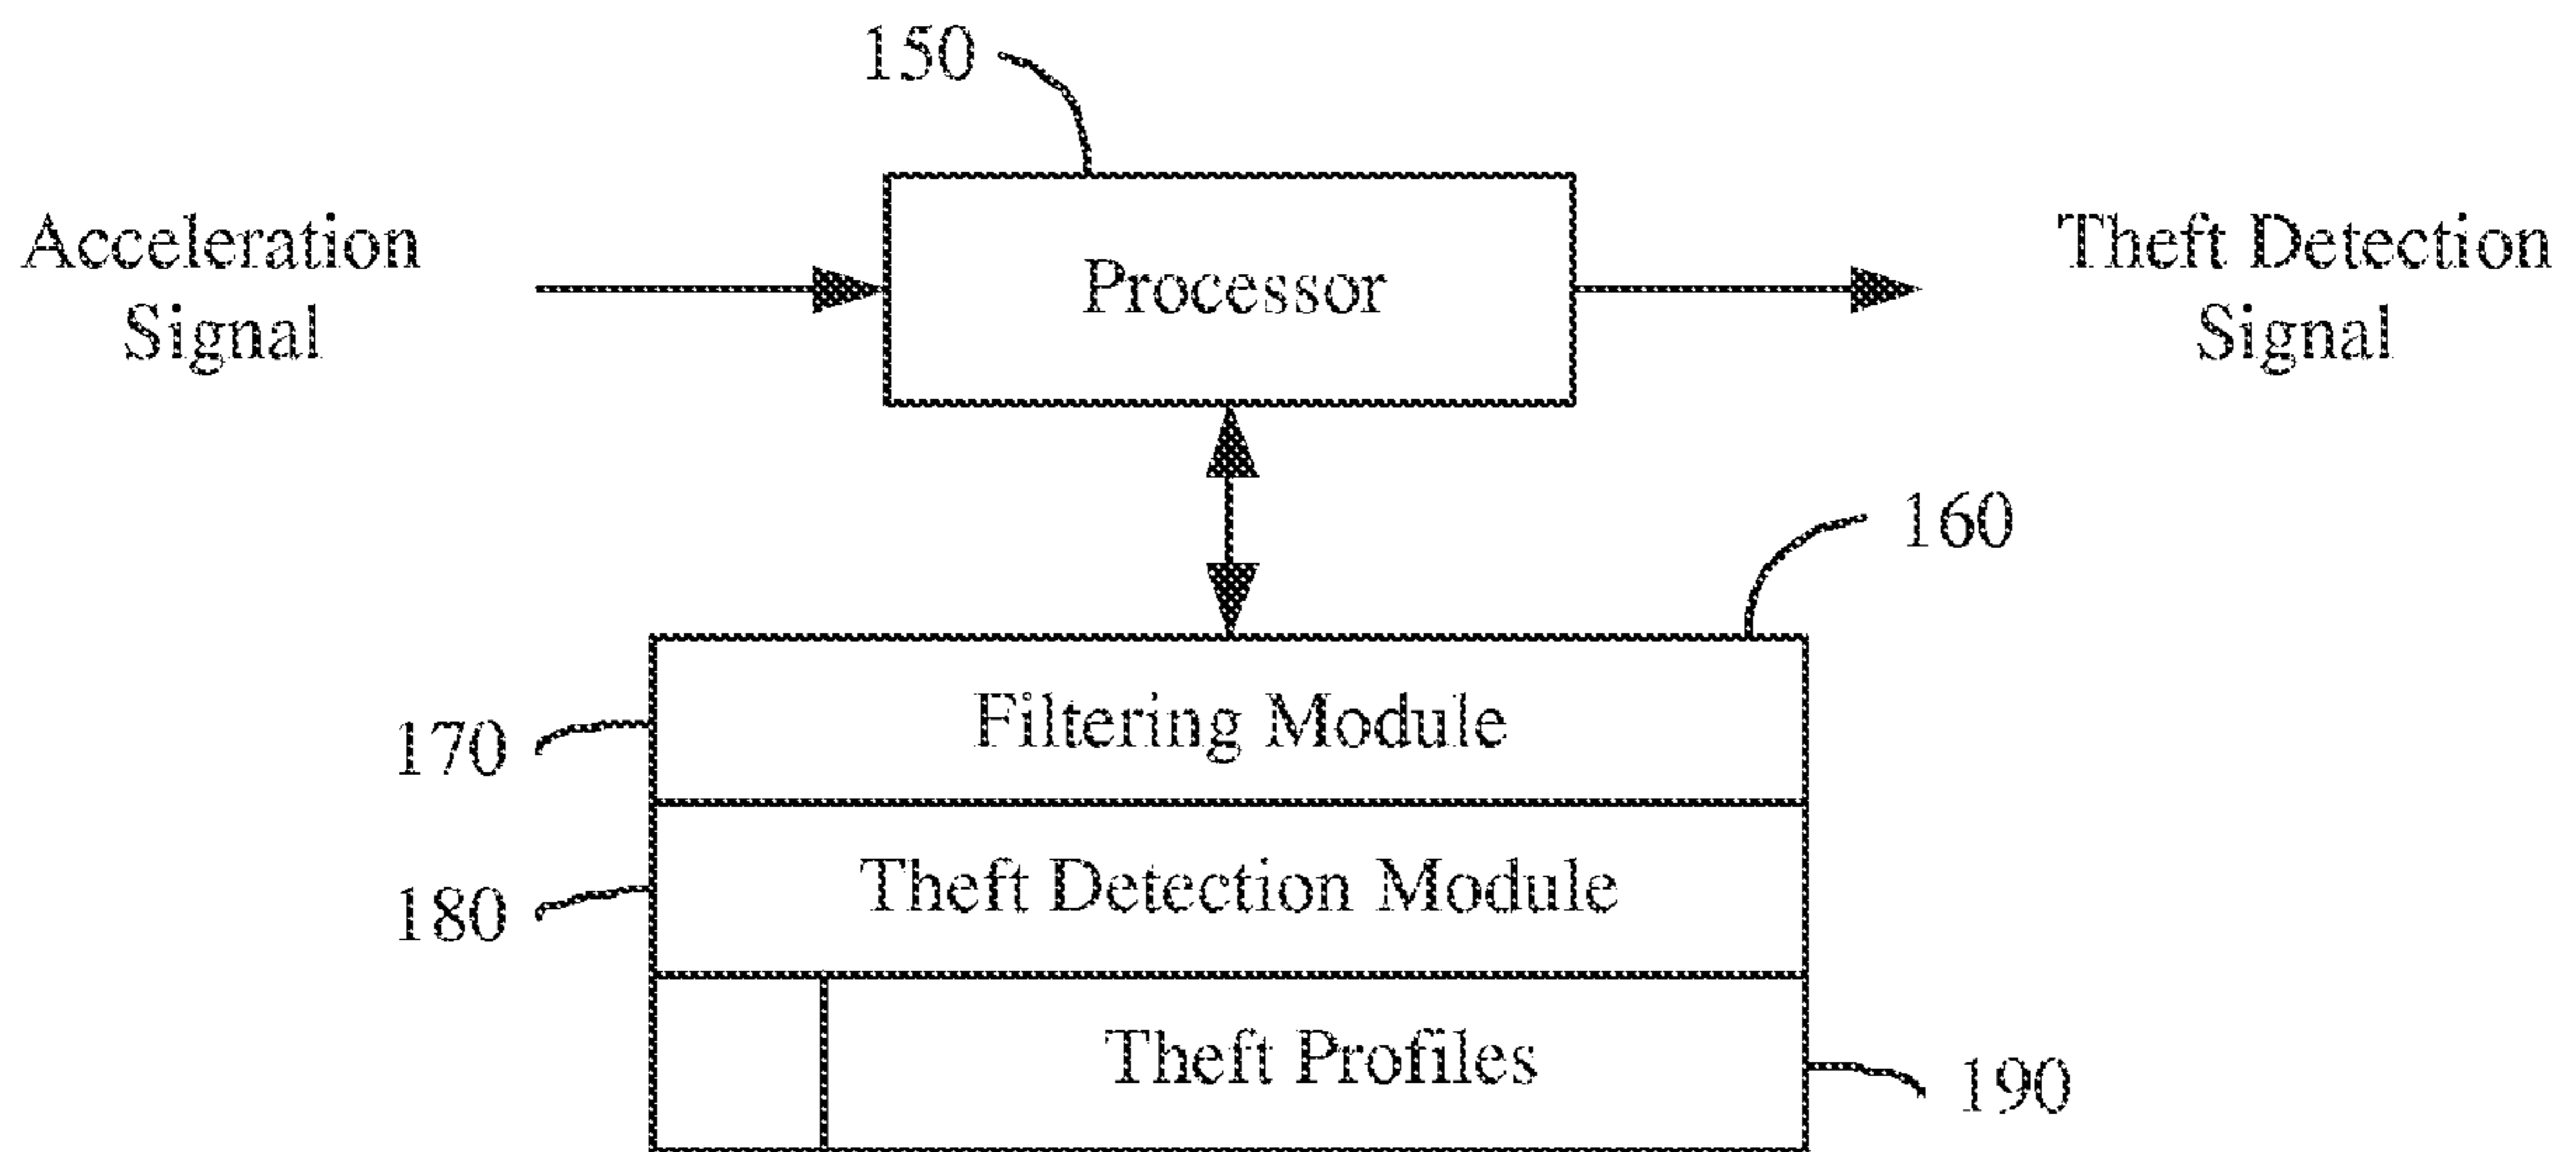 150
Acceleration
Signal
Processor
Theft Detection
Signal
160
Filtering Module
170
Theft Detection Module
180
Theft Profiles
190